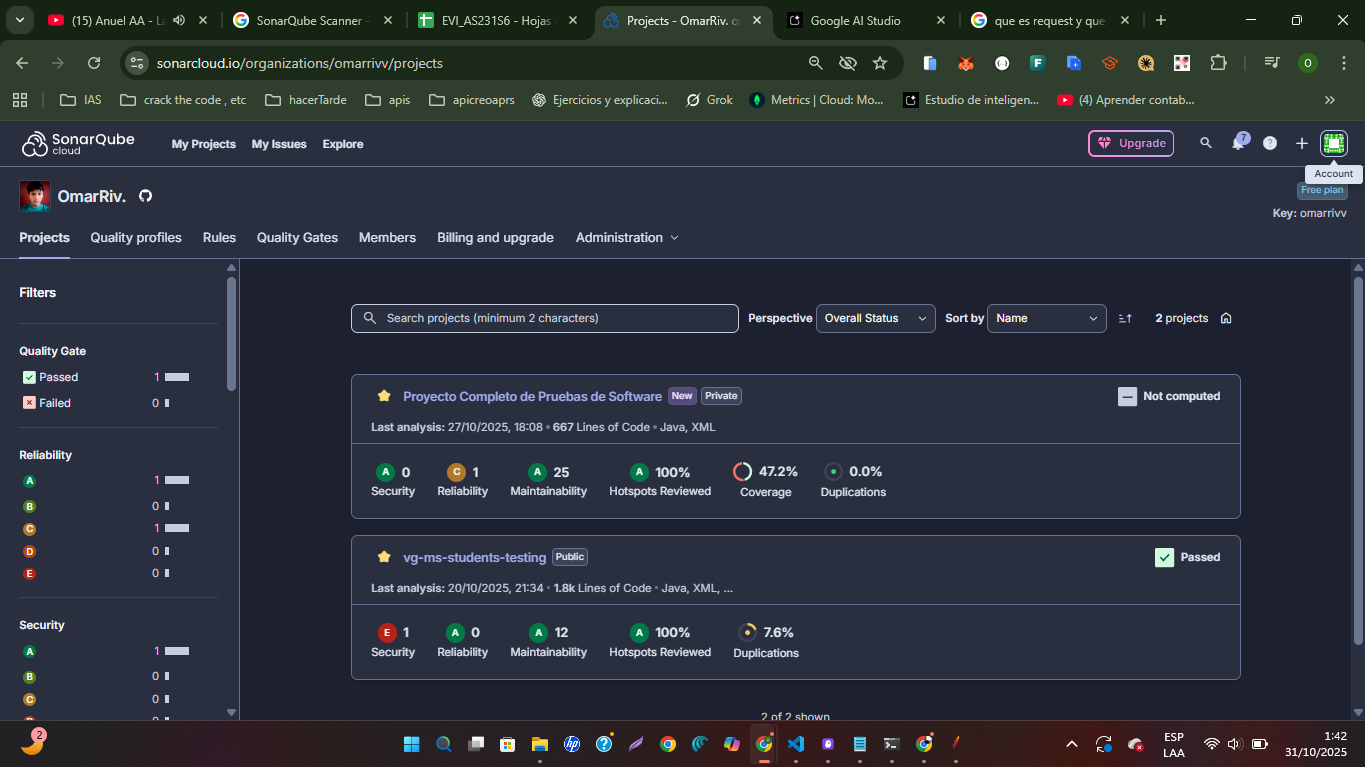 (15) Anuel AA - La
SonarQube Scanner -
EVI_AS231S6 - Hojas
Projects - OmarRiv. o
Google AI Studio
que es request y que
sonarcloud.io/organizations/omarrivv/projects
O
IAS
crack the code , etc
hacerTarde
apis
apicreoaprs
Ejercicios y explicaci...
Grok
Metrics | Cloud: Mo...
Estudio de inteligen...
(4) Aprender contab...
SonarQube
cloud
My Projects
My Issues
Explore
Upgrade
7
Account
OmarRiv.
Free plan
Key: omarrivv
Projects
Quality profiles
Rules
Quality Gates
Members
Billing and upgrade
Administration
Filters
Quality Gate
Passed 1
Failed 0
Reliability
A 1
B 0
C 1
D 0
E 0
Security
A 1
B 0
C 0
Search projects (minimum 2 characters)
Perspective
Overall Status
Sort by
Name
2 projects
Proyecto Completo de Pruebas de Software
New
Private
Not computed
Last analysis: 27/10/2025, 18:08 • 667 Lines of Code • Java, XML
A 0
C 1
A 25
A 100%
47.2%
0.0%
Security
Reliability
Maintainability
Hotspots Reviewed
Coverage
Duplications
vg-ms-students-testing
Public
Passed
Last analysis: 20/10/2025, 21:34 • 1.8k Lines of Code • Java, XML, ...
E 1
A 0
A 12
A 100%
7.6%
Security
Reliability
Maintainability
Hotspots Reviewed
Duplications
2 of 2 shown
2
ESP
LAA
1:42
31/10/2025